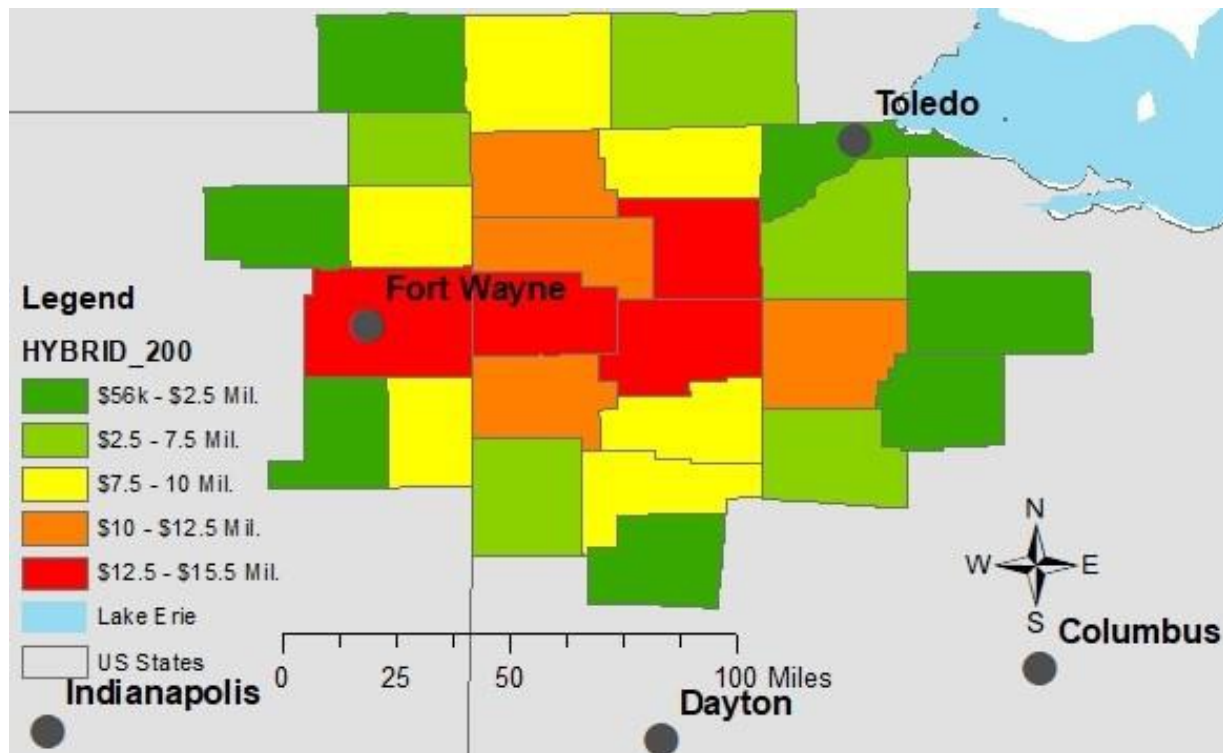 Toledo
Fort Wayne
Legend
HYBRID_200
$56k - $2.5 Mil.
$2.5 - 7.5 Mil.
$7.5 - 10 Mil.
$10 - $12.5 Mil.
$12.5 - $15.5 Mil.
Lake Erie
US States
N
W E
S
Columbus
0 25 50 100 Miles
Indianapolis
Dayton